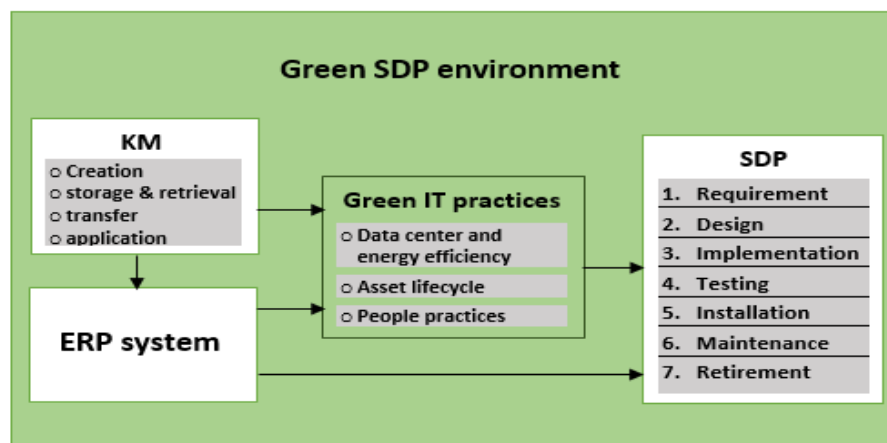 Green SDP environment
KM
o Creation
o storage & retrieval
o transfer
o application
ERP system
Green IT practices
o Data center and
energy efficiency
o Asset lifecycle
o People practices
SDP
1. Requirement
2. Design
3. Implementation
4. Testing
5. Installation
6. Maintenance
7. Retirement